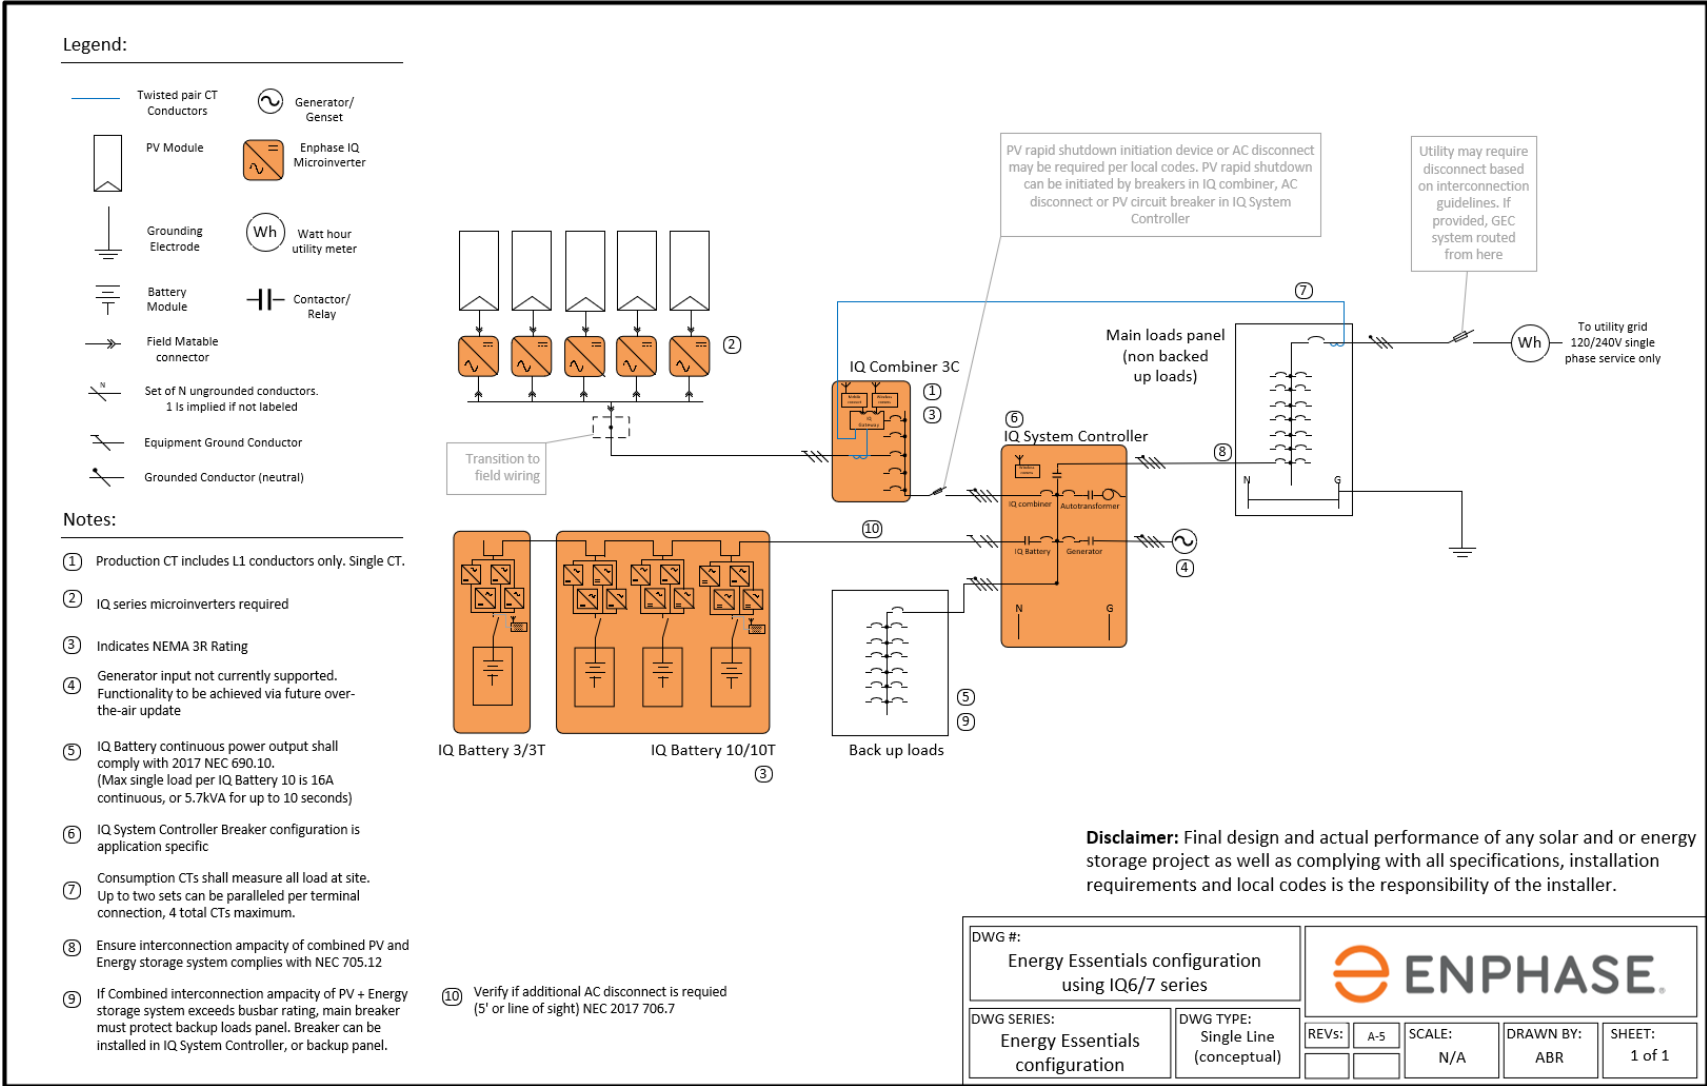 Legend:
Twisted pair CT
Conductors
Generator/
Genset
PV Module
Enphase IQ
Microinverter
Grounding
Electrode
Wh
Watt hour
utility meter
Battery
Module
Contactor/
Relay
Field Matable
connector
N
Set of N ungrounded conductors.
1 Is implied if not labeled
Equipment Ground Conductor
Grounded Conductor (neutral)
Notes:
1 Production CT includes L1 conductors only. Single CT.
2 IQ series microinverters required
3 Indicates NEMA 3R Rating
4 Generator input not currently supported.
Functionality to be achieved via future over-
the-air update
5 IQ Battery continuous power output shall
comply with 2017 NEC 690.10.
(Max single load per IQ Battery 10 is 16A
continuous, or 5.7kVA for up to 10 seconds)
6 IQ System Controller Breaker configuration is
application specific
7 Consumption CTs shall measure all load at site.
Up to two sets can be paralleled per terminal
connection, 4 total CTs maximum.
8 Ensure interconnection ampacity of combined PV and
Energy storage system complies with NEC 705.12
9 If Combined interconnection ampacity of PV + Energy
storage system exceeds busbar rating, main breaker
must protect backup loads panel. Breaker can be
installed in IQ System Controller, or backup panel.
10 Verify if additional AC disconnect is requied
(5' or line of sight) NEC 2017 706.7
PV rapid shutdown initiation device or AC disconnect
may be required per local codes. PV rapid shutdown
can be initiated by breakers in IQ combiner, AC
disconnect or PV circuit breaker in IQ System
Controller
Utility may require
disconnect based
on interconnection
guidelines. If
provided, GEC
system routed
from here
2
7
Main loads panel
(non backed
up loads)
Wh
To utility grid
120/240V single
phase service only
IQ Combiner 3C
1
3
IQ
Gateway
Transition to
field wiring
6
IQ System Controller
8
N
G
IQ combiner
Autotransformer
10
IQ Battery
Generator
4
N
G
5
9
IQ Battery 3/3T
IQ Battery 10/10T
3
Back up loads
Disclaimer: Final design and actual performance of any solar and or energy
storage project as well as complying with all specifications, installation
requirements and local codes is the responsibility of the installer.
DWG #:
Energy Essentials configuration
using IQ6/7 series
ENPHASE.
DWG SERIES:
Energy Essentials
configuration
DWG TYPE:
Single Line
(conceptual)
REVs:
A-5
SCALE:
N/A
DRAWN BY:
ABR
SHEET:
1 of 1